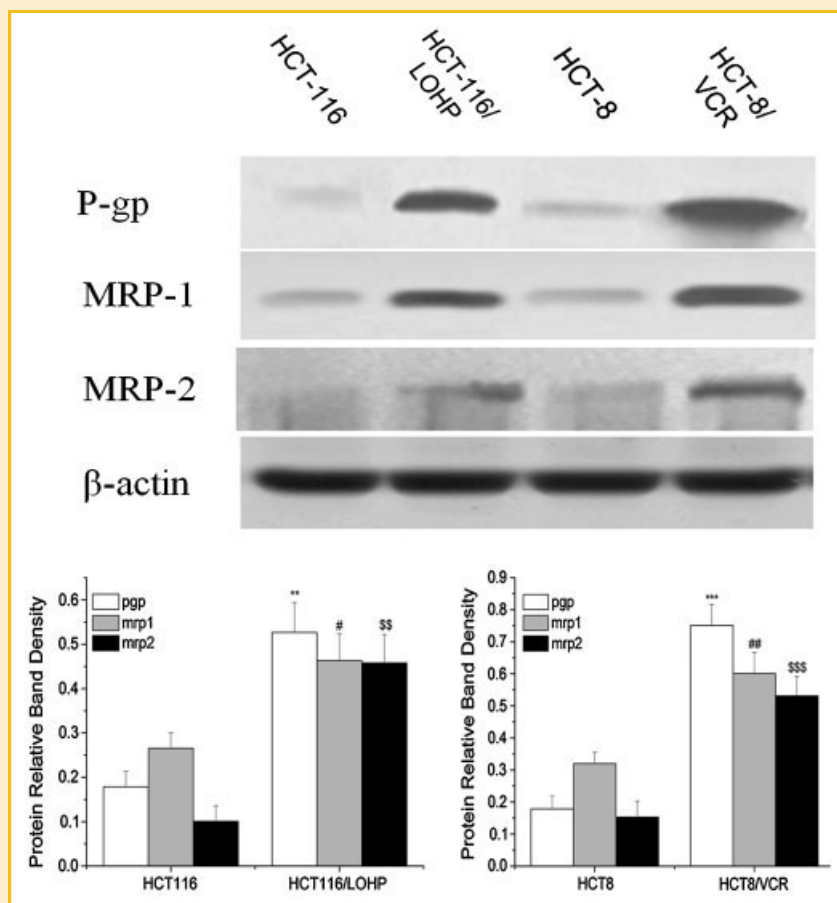 HCT-116
HCT-116/
LOHP
HCT-8
HCT-8/
VCR
P-gp
MRP-1
MRP-2
β-actin
Protein Relative Band Density
0.6
0.5
0.4
0.3
0.2
0.1
0.0
pgp
mrp1
mrp2
**
#
$$
HCT116
HCT116/LOHP
Protein Relative Band Density
0.9
0.8
0.7
0.6
0.5
0.4
0.3
0.2
0.1
0.0
pgp
mrp1
mrp2
***
##
$$$
HCT8
HCT8/VCR